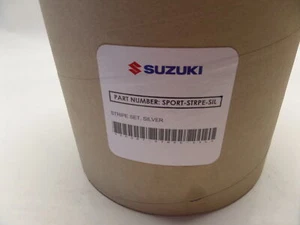 SUZUKI
PART NUMBER: SPORT-STRPE-SIL
STRIPE SET, SILVER